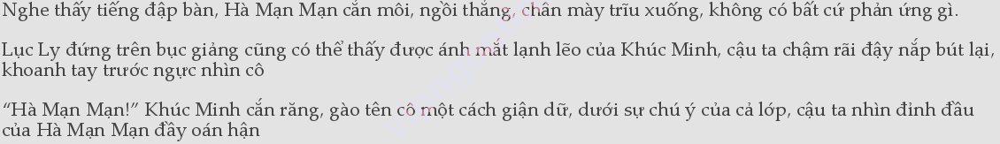 Nghe thấy tiếng đập bàn, Hà Mạn Mạn cắn môi, ngồi thẳng, chân mày trĩu xuống, không có bất cứ phản ứng gì.
Lục Ly đứng trên bục giảng cũng có thể thấy được ánh mắt lạnh lẽo của Khúc Minh, cậu ta chậm rãi đậy nắp bút lại,
khoanh tay trước ngực nhìn cô
“Hà Mạn Mạn!” Khúc Minh cắn răng, gào tên cô một cách giận dữ, dưới sự chú ý của cả lớp, cậu ta nhìn đỉnh đầu
của Hà Mạn Mạn đầy oán hận